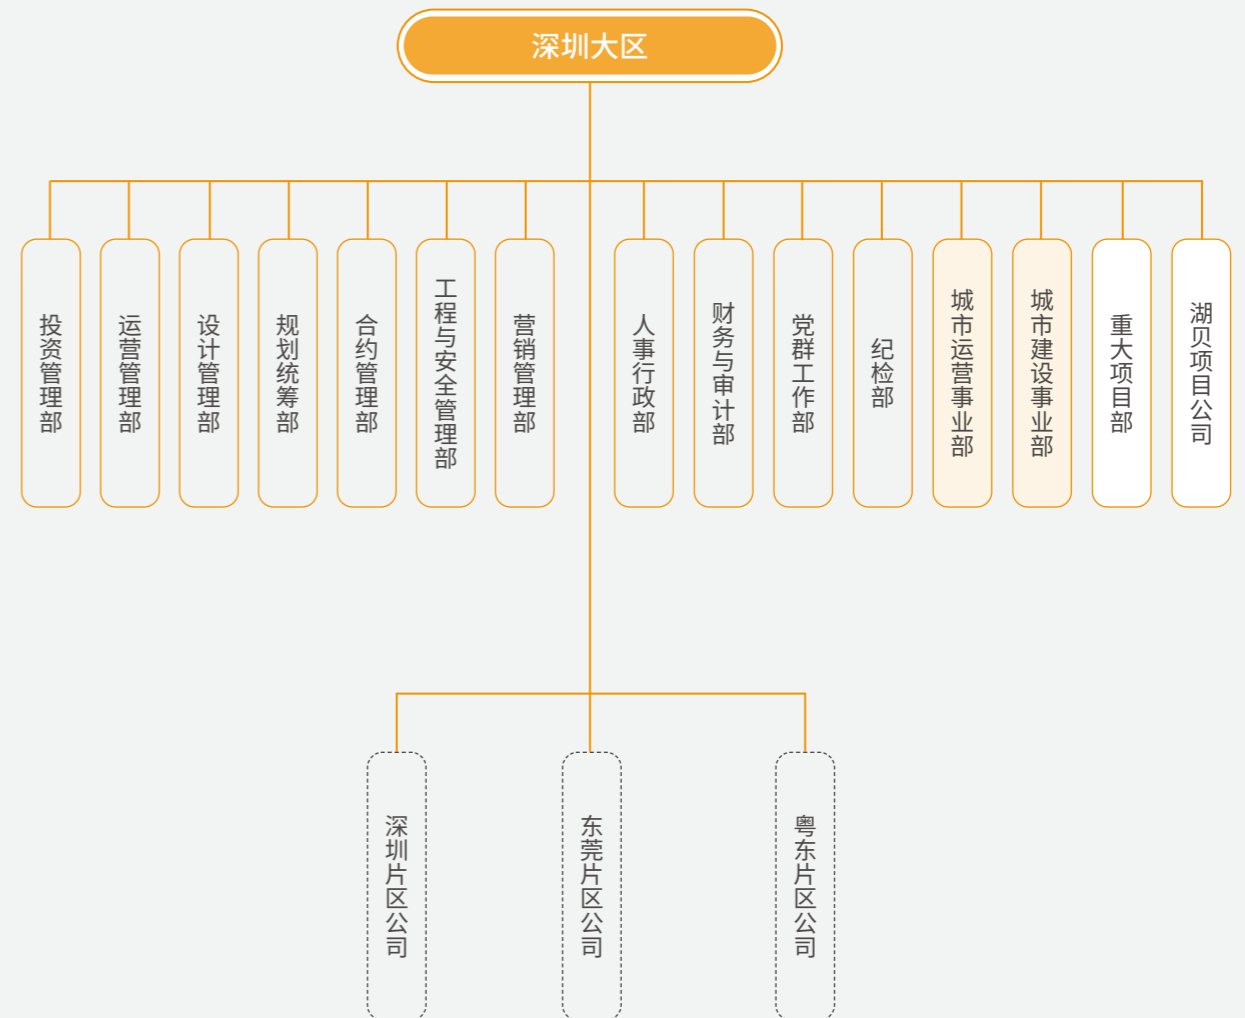 深圳大区
投资管理部
运营管理部
设计管理部
规划统筹部
合约管理部
工程与安全管理部
营销管理部
人事行政部
财务与审计部
党群工作部
纪检部
城市运营事业部
城市建设事业部
重大项目部
湖贝项目公司
深圳片区公司
东莞片区公司
粤东片区公司